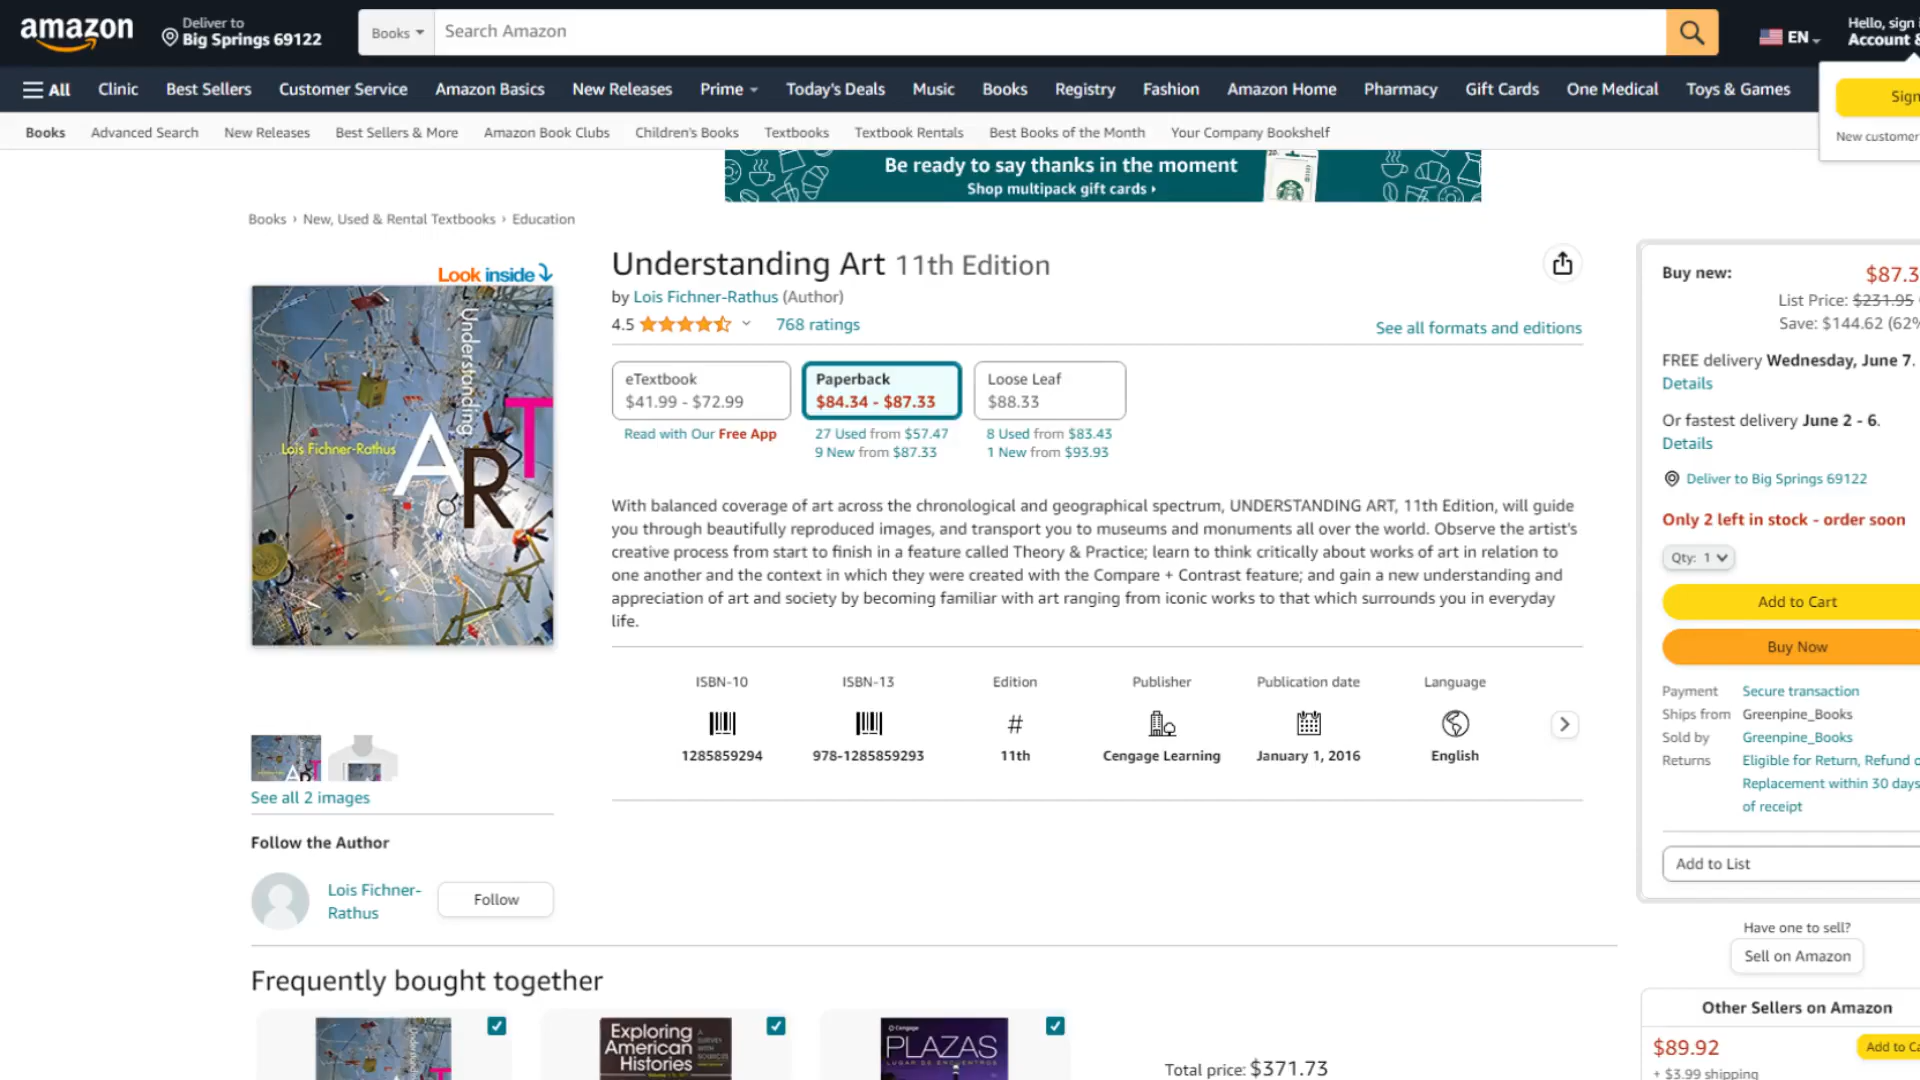 amazon
Deliver to
Big Springs 69122
Books
Search Amazon
EN
Hello, sign
Account &
All
Clinic
Best Sellers
Customer Service
Amazon Basics
New Releases
Prime
Today's Deals
Music
Books
Registry
Fashion
Amazon Home
Pharmacy
Gift Cards
One Medical
Toys & Games
Sign
New customer
Books
Advanced Search
New Releases
Best Sellers & More
Amazon Book Clubs
Children's Books
Textbooks
Textbook Rentals
Best Books of the Month
Your Company Bookshelf
Be ready to say thanks in the moment
Shop multipack gift cards ›
Books › New, Used & Rental Textbooks › Education
Look inside
Understanding
ART
Lois Fichner-Rathus
See all 2 images
Follow the Author
Lois Fichner-
Rathus
Follow
Understanding Art 11th Edition
by Lois Fichner-Rathus (Author)
4.5
768 ratings
See all formats and editions
eTextbook
$41.99 - $72.99
Read with Our Free App
Paperback
$84.34 - $87.33
27 Used from $57.47
9 New from $87.33
Loose Leaf
$88.33
8 Used from $83.43
1 New from $93.93
With balanced coverage of art across the chronological and geographical spectrum, UNDERSTANDING ART, 11th Edition, will guide
you through beautifully reproduced images, and transport you to museums and monuments all over the world. Observe the artist's
creative process from start to finish in a feature called Theory & Practice; learn to think critically about works of art in relation to
one another and the context in which they were created with the Compare + Contrast feature; and gain a new understanding and
appreciation of art and society by becoming familiar with art ranging from iconic works to that which surrounds you in everyday
life.
ISBN-10
1285859294
ISBN-13
978-1285859293
Edition
#
11th
Publisher
Cengage Learning
Publication date
January 1, 2016
Language
English
Buy new:
$87.3
List Price: $231.95
Save: $144.62 (62%
FREE delivery Wednesday, June 7.
Details
Or fastest delivery June 2 - 6.
Details
Deliver to Big Springs 69122
Only 2 left in stock - order soon
Qty: 1
Add to Cart
Buy Now
Payment Secure transaction
Ships from Greenpine_Books
Sold by Greenpine_Books
Returns Eligible for Return, Refund o
Replacement within 30 days
of receipt
Add to List
Have one to sell?
Sell on Amazon
Other Sellers on Amazon
$89.92
Add to Ca
+ $3.99 shipping
Frequently bought together
Exploring
American
Histories
A
SURVEY
WITH
SOURCES
Cengage
PLAZAS
LUGAR DE ENCUENTROS
Total price: $371.73